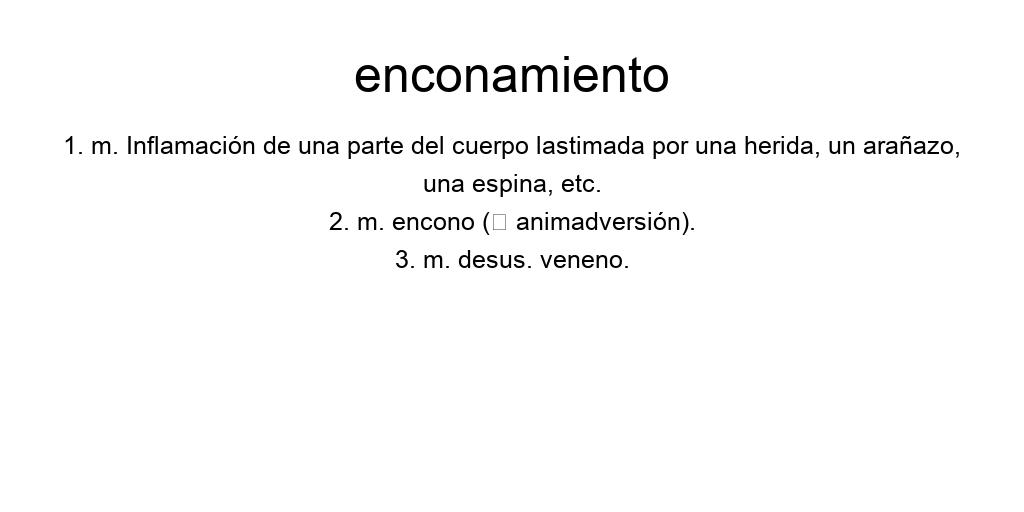 enconamiento
1. m. Inflamación de una parte del cuerpo lastimada por una herida, un arañazo,
una espina, etc.
2. m. encono (□ animadversión).
3. m. desus. veneno.